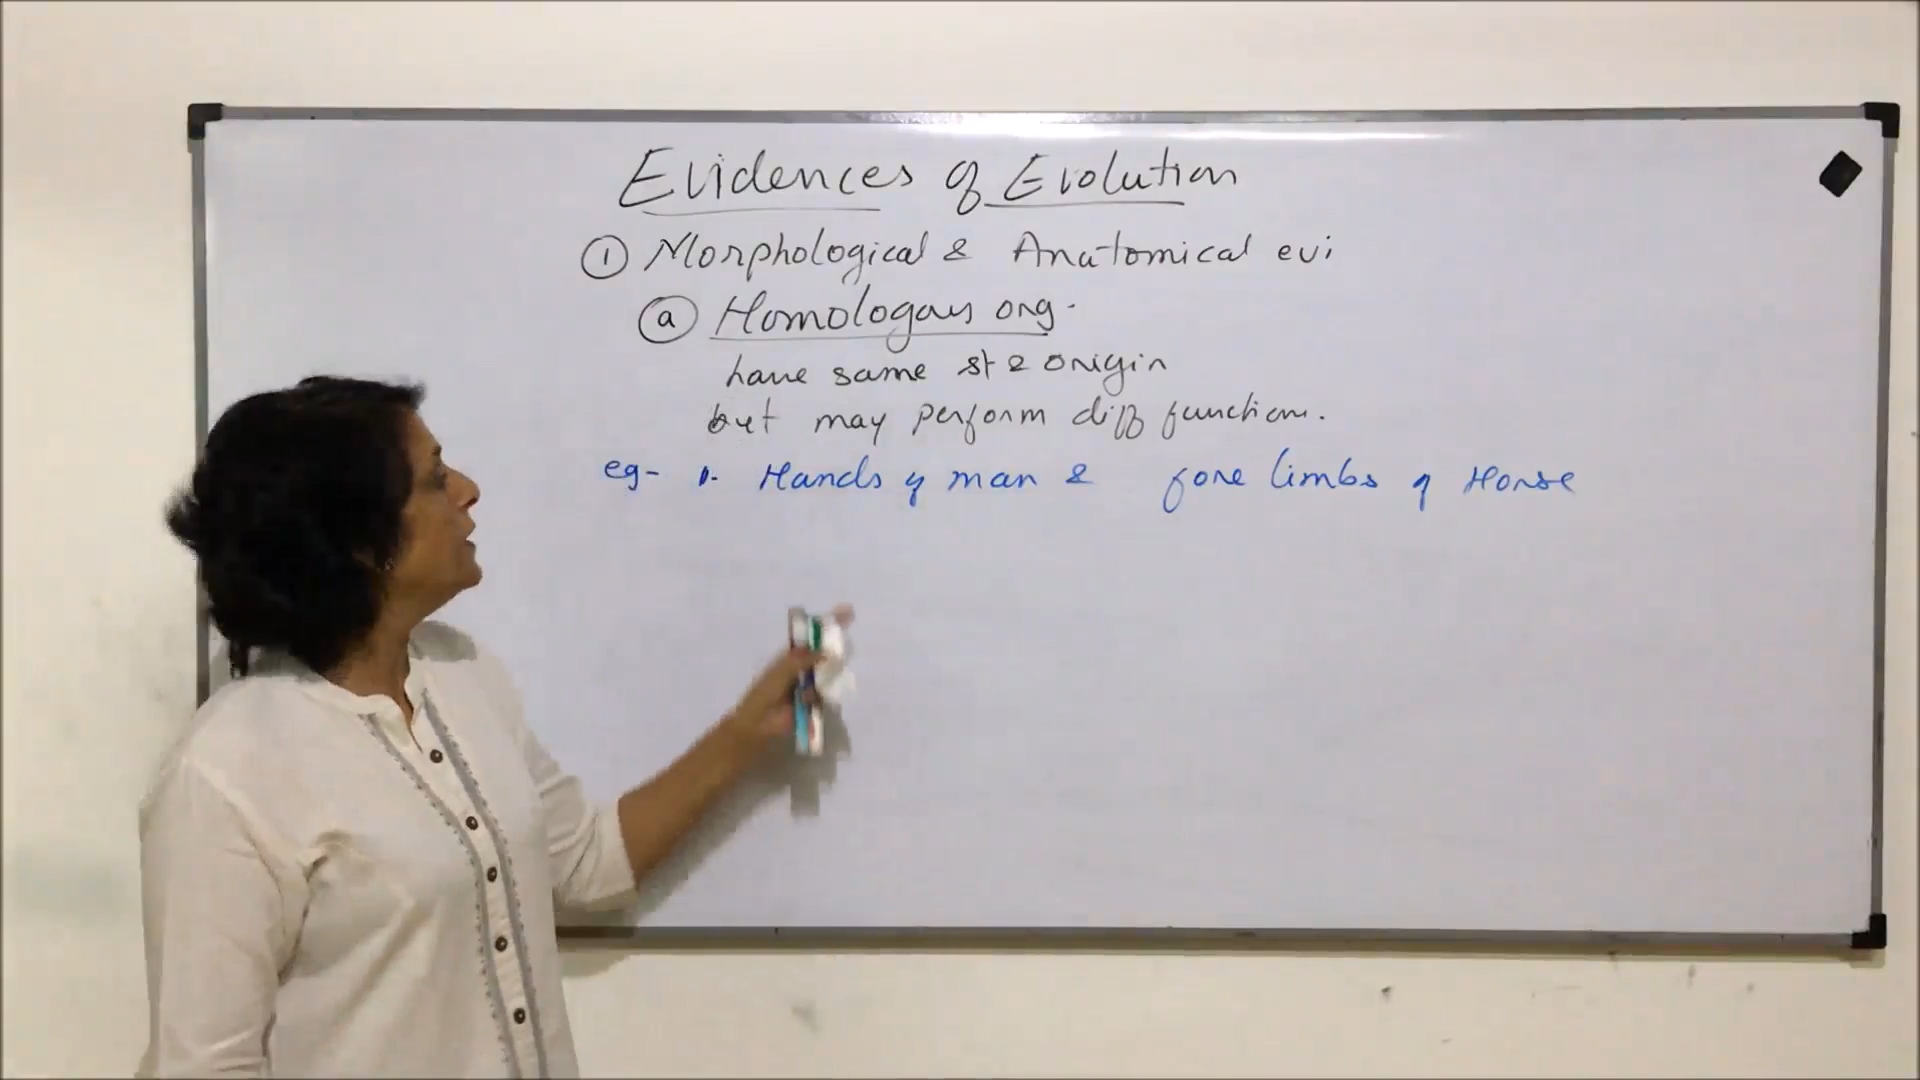 Evidences of Evolution
① Morphological & Anatomical evi
ⓐ Homologous org.
have same st & origin
but may perform diff functions.
eg- 1. Hands of man & fore limbs of Horse